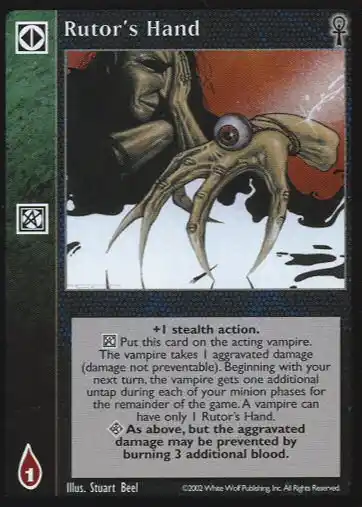 Rutor's Hand
+1 stealth action.
Put this card on the acting vampire.
The vampire takes 1 aggravated damage
(damage not preventable). Beginning with your
next turn, the vampire gets one additional
untap during each of your minion phases for
the remainder of the game. A vampire can
have only 1 Rutor's Hand.
As above, but the aggravated
damage may be prevented by
burning 3 additional blood.
1
Illus. Stuart Beel
©2002 White Wolf Publishing, Inc. All Rights Reserved.